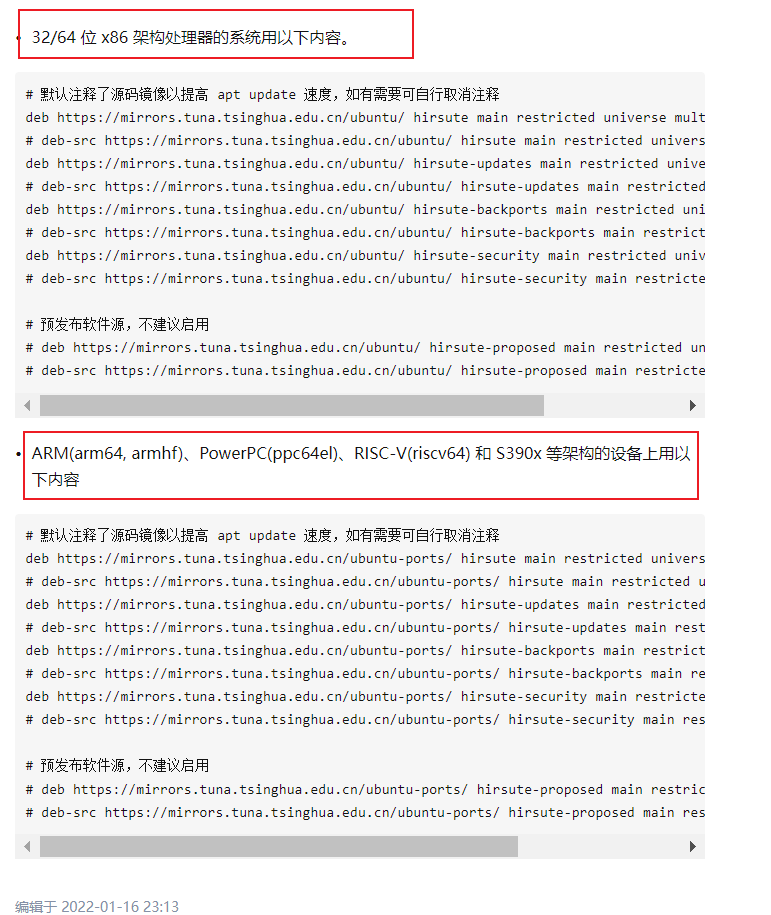 • 32/64 位 x86 架构处理器的系统用以下内容。
# 默认注释了源码镜像以提高 apt update 速度，如有需要可自行取消注释
deb https://mirrors.tuna.tsinghua.edu.cn/ubuntu/ hirsute main restricted universe mult
# deb-src https://mirrors.tuna.tsinghua.edu.cn/ubuntu/ hirsute main restricted univers
deb https://mirrors.tuna.tsinghua.edu.cn/ubuntu/ hirsute-updates main restricted unive
# deb-src https://mirrors.tuna.tsinghua.edu.cn/ubuntu/ hirsute-updates main restricted
deb https://mirrors.tuna.tsinghua.edu.cn/ubuntu/ hirsute-backports main restricted uni
# deb-src https://mirrors.tuna.tsinghua.edu.cn/ubuntu/ hirsute-backports main restrict
deb https://mirrors.tuna.tsinghua.edu.cn/ubuntu/ hirsute-security main restricted univ
# deb-src https://mirrors.tuna.tsinghua.edu.cn/ubuntu/ hirsute-security main restricte
# 预发布软件源，不建议启用
# deb https://mirrors.tuna.tsinghua.edu.cn/ubuntu/ hirsute-proposed main restricted un
# deb-src https://mirrors.tuna.tsinghua.edu.cn/ubuntu/ hirsute-proposed main restricte
• ARM(arm64, armhf)、PowerPC(ppc64el)、RISC-V(riscv64) 和 S390x 等架构的设备上用以
下内容
# 默认注释了源码镜像以提高 apt update 速度，如有需要可自行取消注释
deb https://mirrors.tuna.tsinghua.edu.cn/ubuntu-ports/ hirsute main restricted univers
# deb-src https://mirrors.tuna.tsinghua.edu.cn/ubuntu-ports/ hirsute main restricted u
deb https://mirrors.tuna.tsinghua.edu.cn/ubuntu-ports/ hirsute-updates main restricted
# deb-src https://mirrors.tuna.tsinghua.edu.cn/ubuntu-ports/ hirsute-updates main rest
deb https://mirrors.tuna.tsinghua.edu.cn/ubuntu-ports/ hirsute-backports main restrict
# deb-src https://mirrors.tuna.tsinghua.edu.cn/ubuntu-ports/ hirsute-backports main re
deb https://mirrors.tuna.tsinghua.edu.cn/ubuntu-ports/ hirsute-security main restricte
# deb-src https://mirrors.tuna.tsinghua.edu.cn/ubuntu-ports/ hirsute-security main res
# 预发布软件源，不建议启用
# deb https://mirrors.tuna.tsinghua.edu.cn/ubuntu-ports/ hirsute-proposed main restric
# deb-src https://mirrors.tuna.tsinghua.edu.cn/ubuntu-ports/ hirsute-proposed main res
编辑于 2022-01-16 23:13